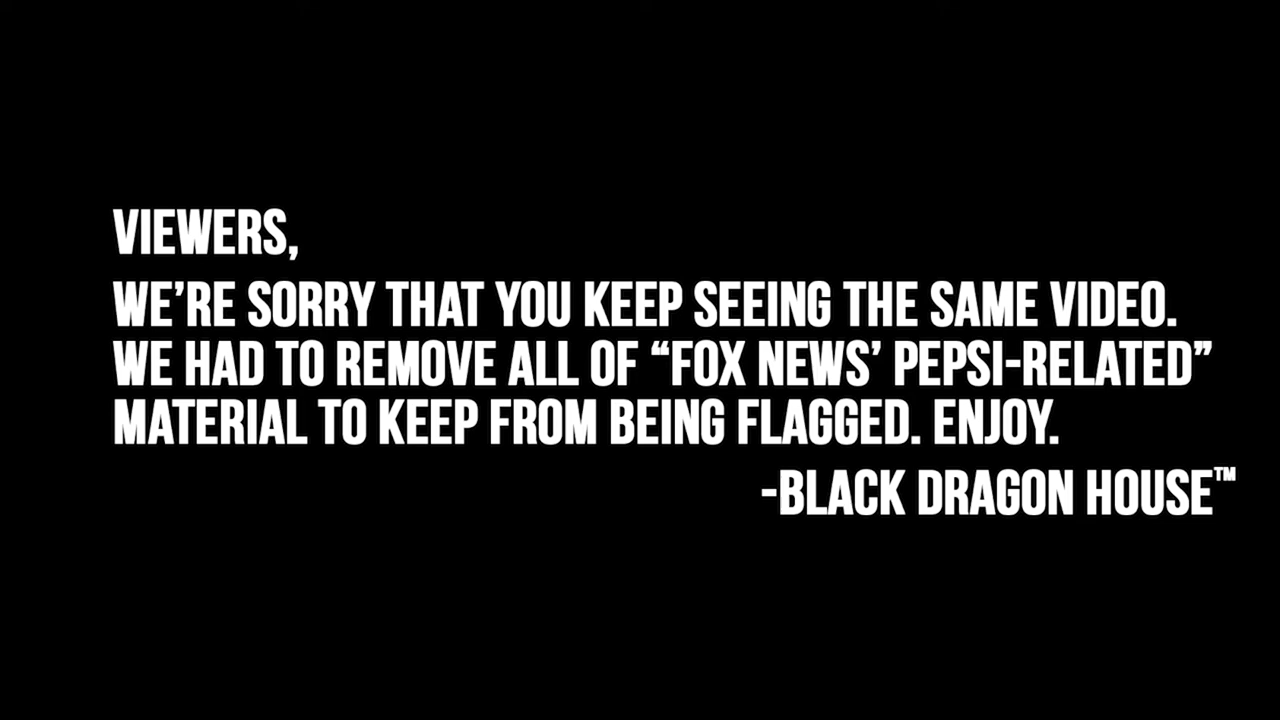 VIEWERS,
WE’RE SORRY THAT YOU KEEP SEEING THE SAME VIDEO.
WE HAD TO REMOVE ALL OF “FOX NEWS’ PEPSI-RELATED”
MATERIAL TO KEEP FROM BEING FLAGGED. ENJOY.
-BLACK DRAGON HOUSE™